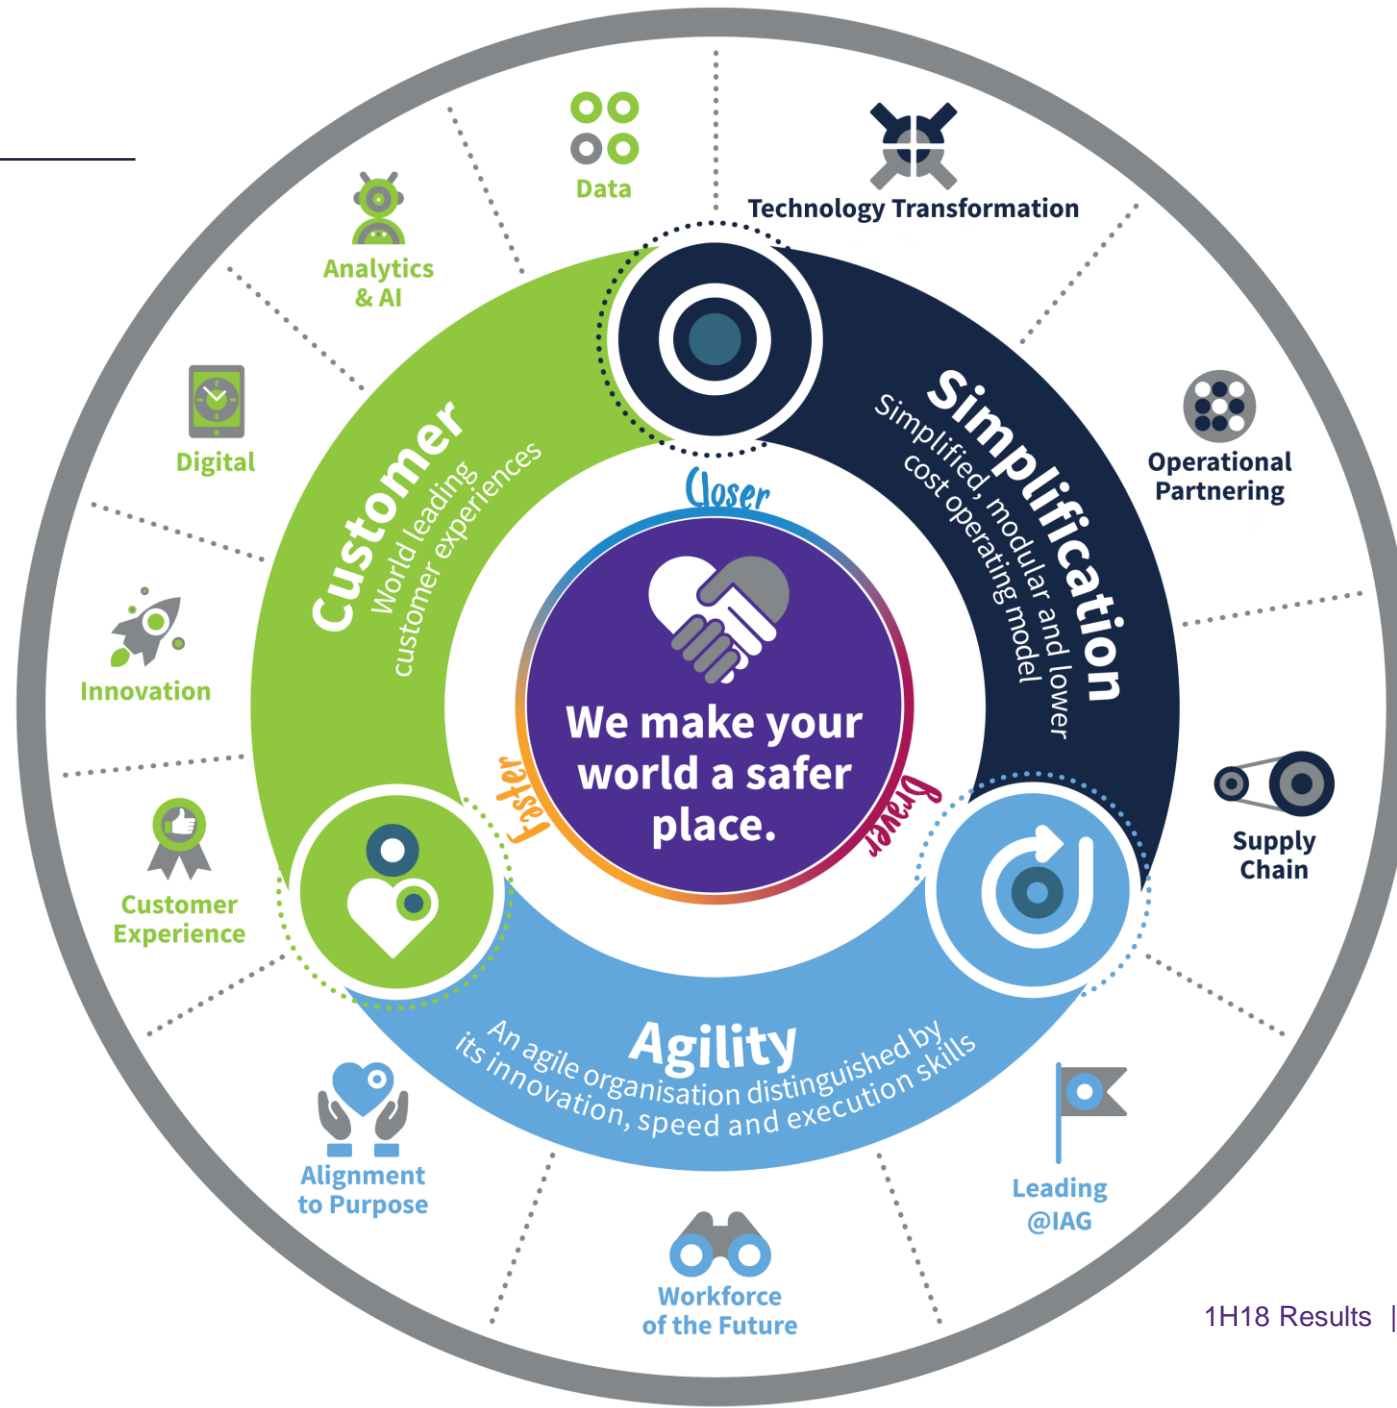 Data
Technology Transformation
Analytics
& AI
Digital
Operational
Partnering
Innovation
Supply
Chain
Customer
Experience
Alignment
to Purpose
Leading
@IAG
Workforce
of the Future
Customer
World leading
customer experiences
Simplification
Simplified, modular and lower
cost operating model
Agility
An agile organisation distinguished by
its innovation, speed and execution skills
Closer
Braver
Faster
We make your
world a safer
place.
1H18 Results |